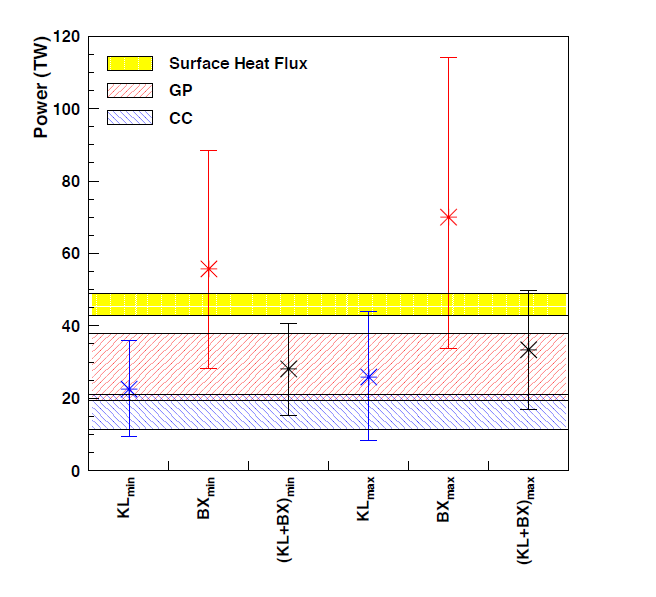 Power (TW)
120
100
80
60
40
20
0
Surface Heat Flux
GP
CC
KLmin
BXmin
(KL+BX)min
KLmax
BXmax
(KL+BX)max